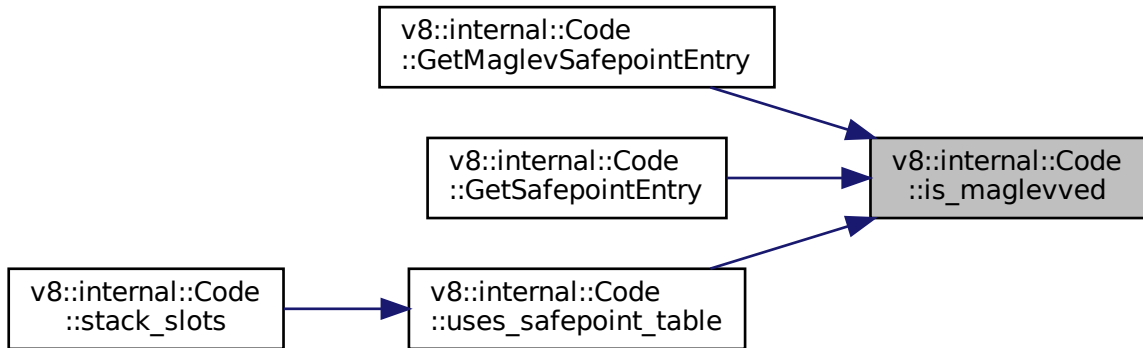 v8::internal::Code
::GetMaglevSafepointEntry
v8::internal::Code
::GetSafepointEntry
v8::internal::Code
::is_maglevved
v8::internal::Code
::stack_slots
v8::internal::Code
::uses_safepoint_table